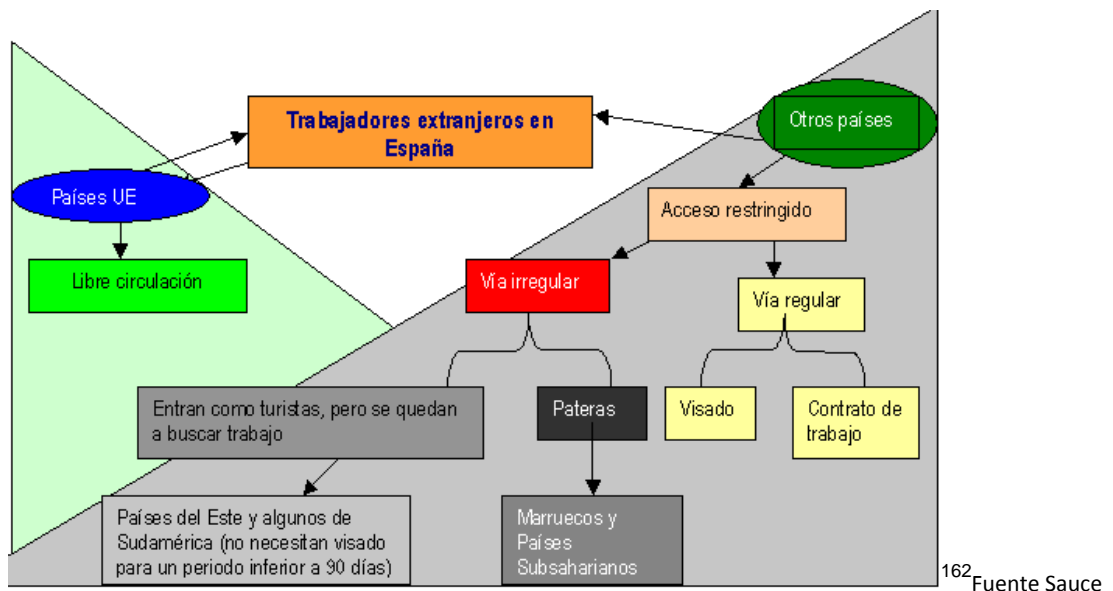 Trabajadores extranjeros en
España
Otros países
Países UE
Acceso restringido
Libre circulación
Vía irregular
Vía regular
Entran como turistas, pero se quedan
a buscar trabajo
Pateras
Visado
Contrato de
trabajo
Países del Este y algunos de
Sudamérica (no necesitan visado
para un periodo inferior a 90 días)
Marruecos y
Países
Subsaharianos
162 Fuente Sauce